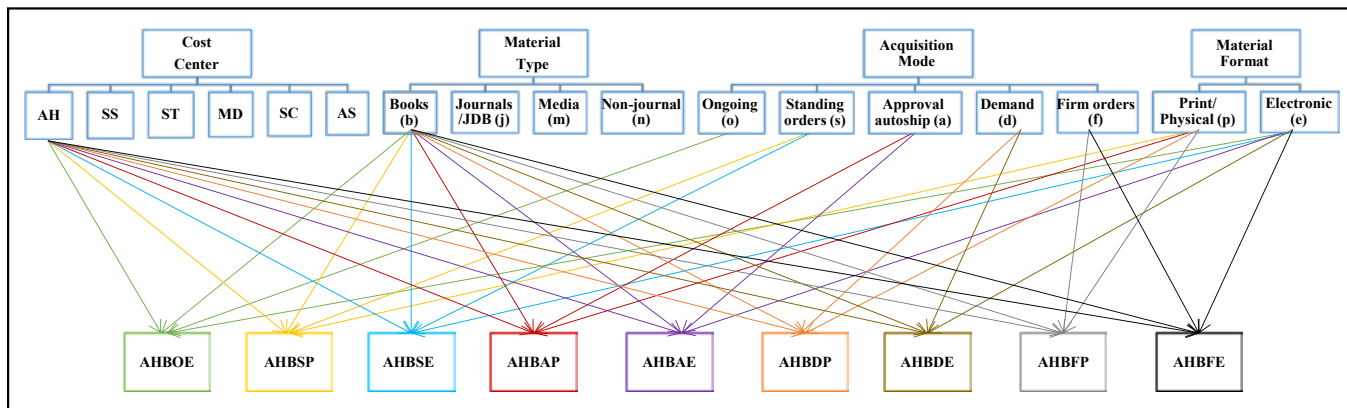 Cost
Center
Material
Type
Acquisition
Mode
Material
Format
AH
SS
ST
MD
SC
AS
Books
(b)
Journals
/JDB (j)
Media
(m)
Non-journal
(n)
Ongoing
(o)
Standing
orders (s)
Approval
autoship (a)
Demand
(d)
Firm orders
(f)
Print/
Physical (p)
Electronic
(e)
AHBOE
AHBSP
AHBSE
AHBAP
AHBAE
AHBDP
AHBDE
AHBFP
AHBFE